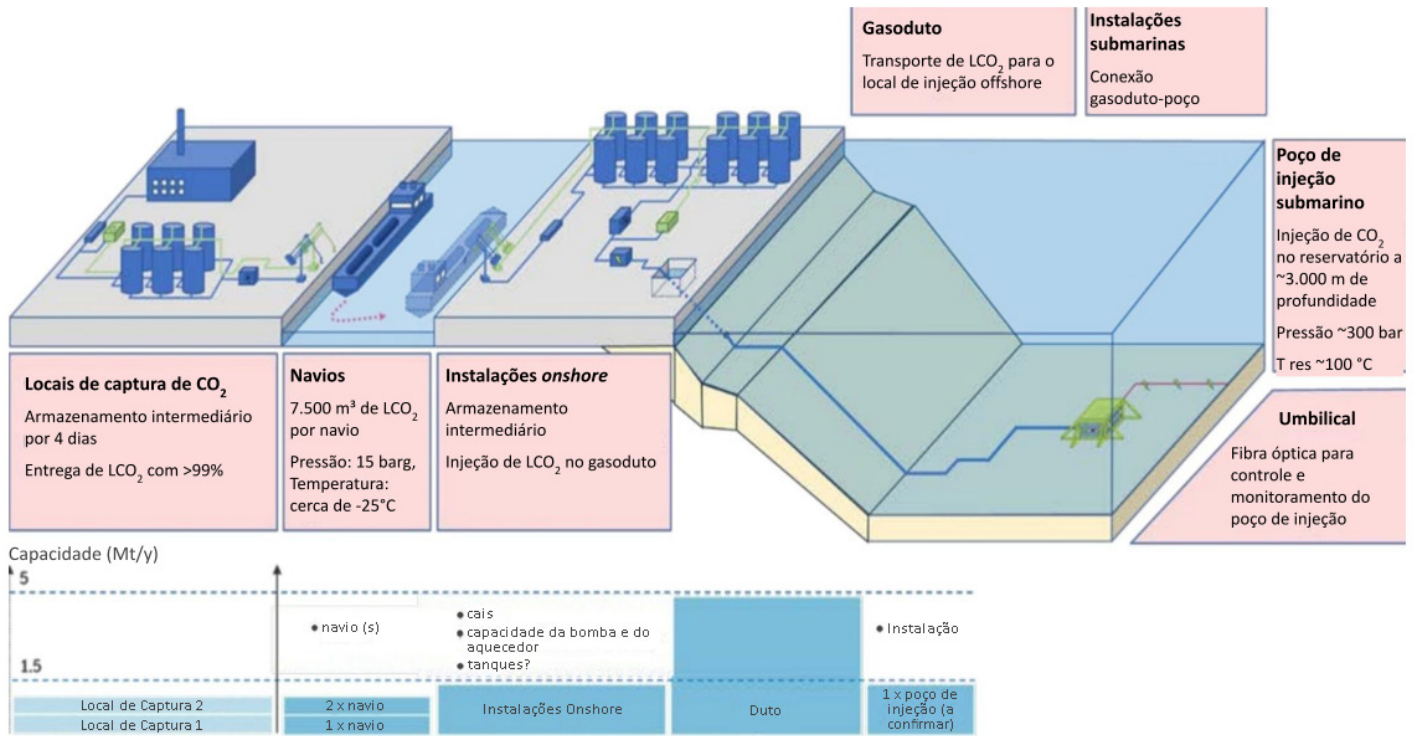 Gasoduto
Transporte de LCO₂ para o
local de injeção offshore
Instalações
submarinas
Conexão
gasoduto-poço
Poço de
injeção
submarino
Injeção de CO₂
no reservatório a
~3.000 m de
profundidade
Pressão ~300 bar
T res ~100 °C
Locais de captura de CO₂
Armazenamento intermediário
por 4 dias
Entrega de LCO₂ com >99%
Navios
7.500 m³ de LCO₂
por navio
Pressão: 15 barg,
Temperatura:
cerca de -25°C
Instalações onshore
Armazenamento
intermediário
Injeção de LCO₂ no gasoduto
Umbilical
Fibra óptica para
controle e
monitoramento do
poço de injeção
Capacidade (Mt/y)
5
• navio (s)
• cais
• capacidade da bomba e do
aquecedor
• tanques?
• Instalação
1.5
Local de Captura 2
Local de Captura 1
2 x navio
1 x navio
Instalações Onshore
Duto
1 x poço de
injeção (a
confirmar)